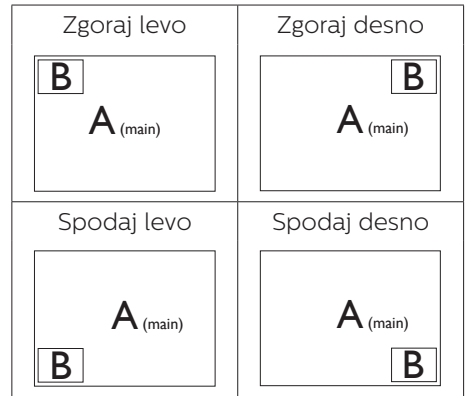 Zgoraj levo
B
A (main)
Zgoraj desno
B
A (main)
Spodaj levo
A (main)
B
Spodaj desno
A (main)
B